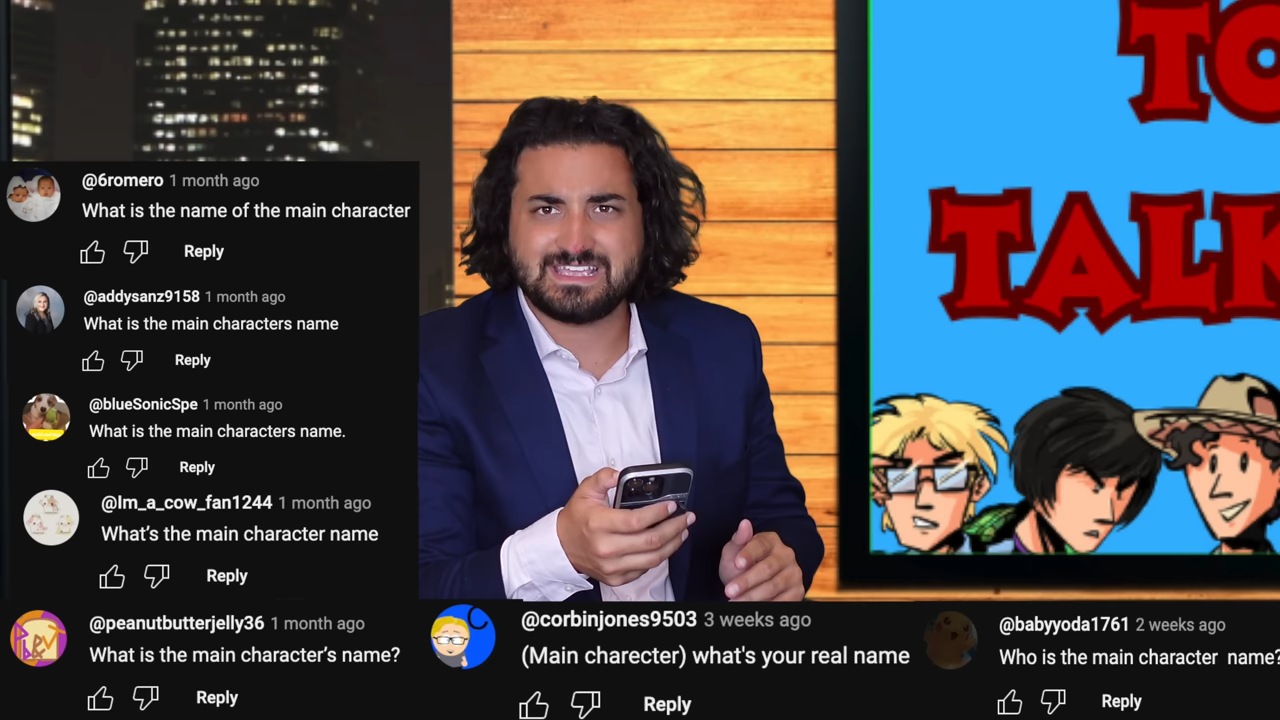 TO
TALK
@6romero 1 month ago
What is the name of the main character
Reply
@addysanz9158 1 month ago
What is the main characters name
Reply
@blueSonicSpe 1 month ago
What is the main characters name.
Reply
@Im_a_cow_fan1244 1 month ago
What’s the main character name
Reply
@peanutbutterjelly36 1 month ago
What is the main character’s name?
Reply
@corbinjones9503 3 weeks ago
(Main charecter) what's your real name
Reply
@babyyoda1761 2 weeks ago
Who is the main character name?
Reply